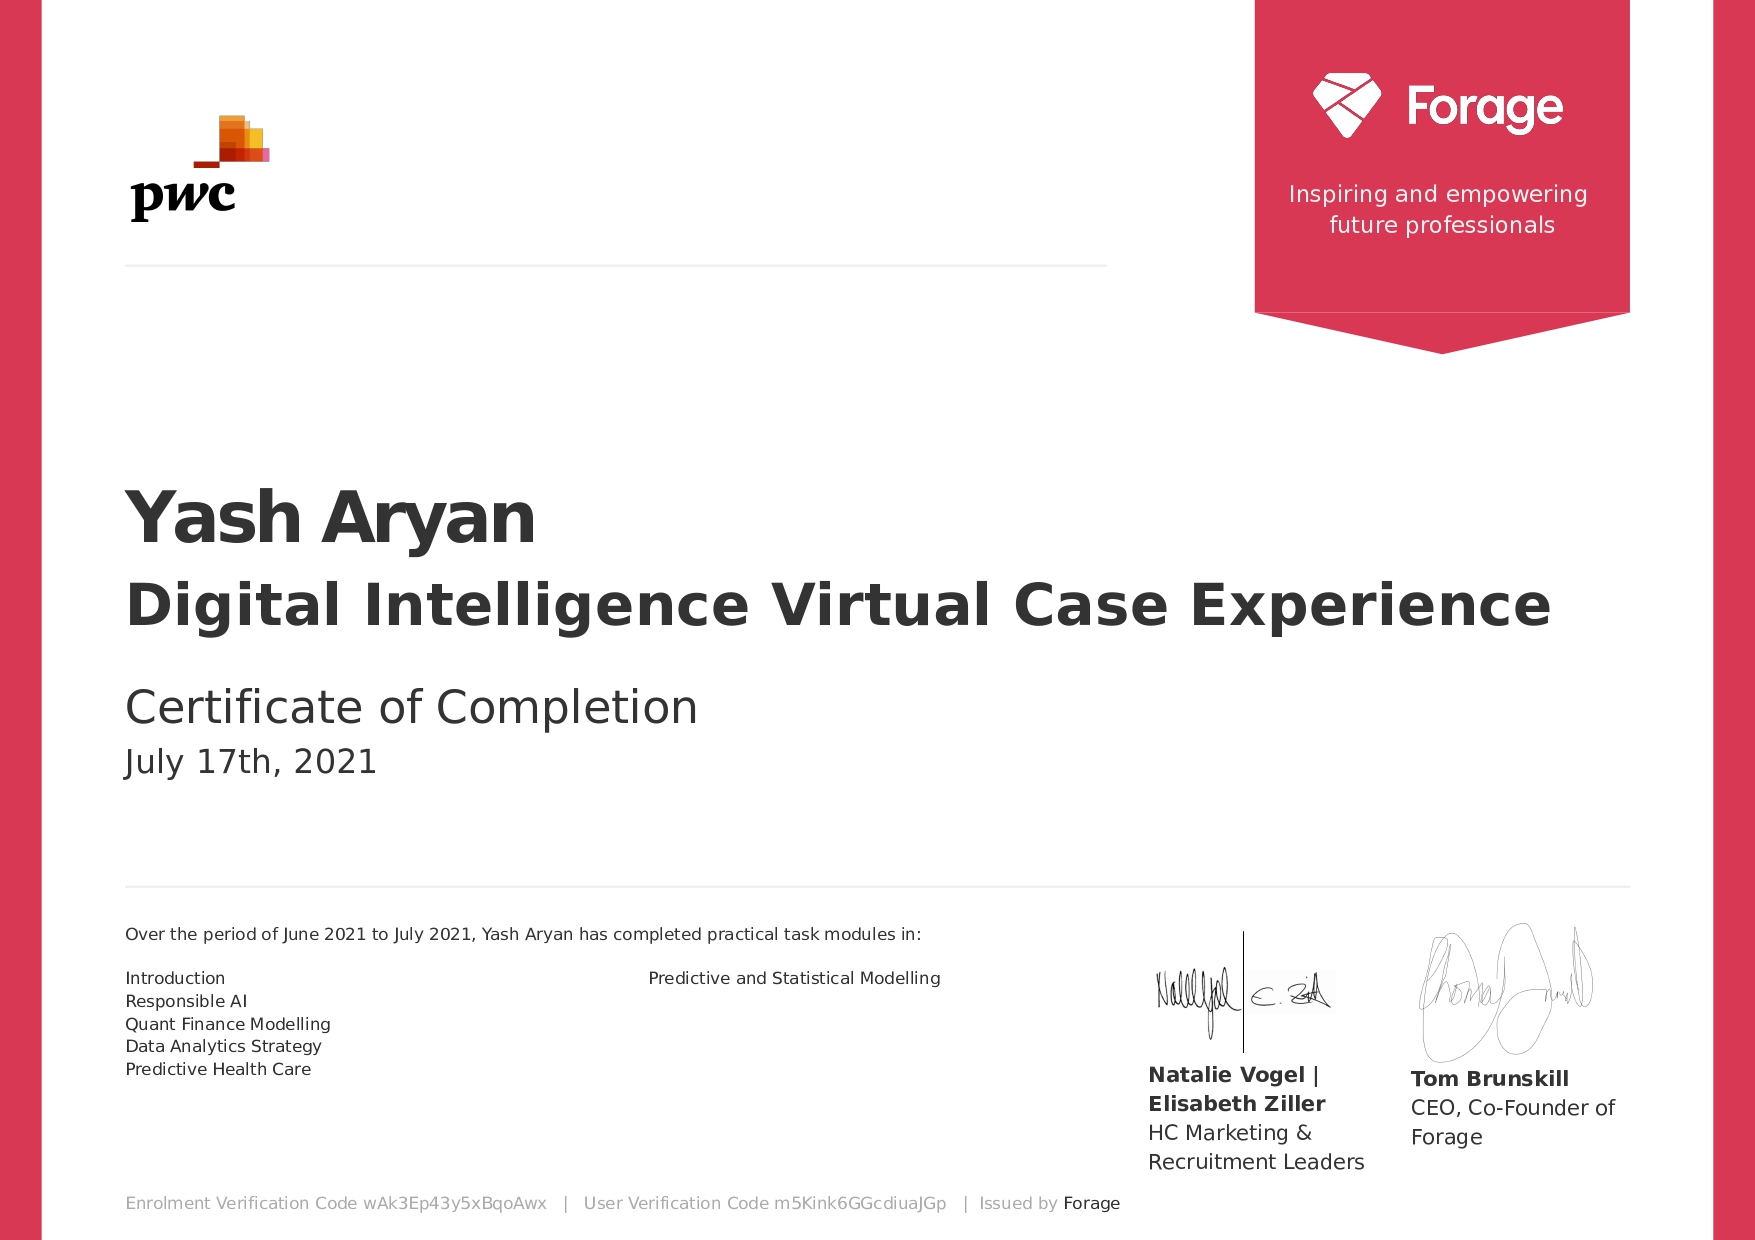 pwc
Forage
Inspiring and empowering
future professionals
Yash Aryan
Digital Intelligence Virtual Case Experience
Certificate of Completion
July 17th, 2021
Over the period of June 2021 to July 2021, Yash Aryan has completed practical task modules in:
Introduction
Responsible AI
Quant Finance Modelling
Data Analytics Strategy
Predictive Health Care
Predictive and Statistical Modelling
Natalie Vogel |
Elisabeth Ziller
HC Marketing &
Recruitment Leaders
Tom Brunskill
CEO, Co-Founder of
Forage
Enrolment Verification Code wAk3Ep43y5xBqoAwx | User Verification Code m5Kink6GGcdiuaJGp | Issued by Forage